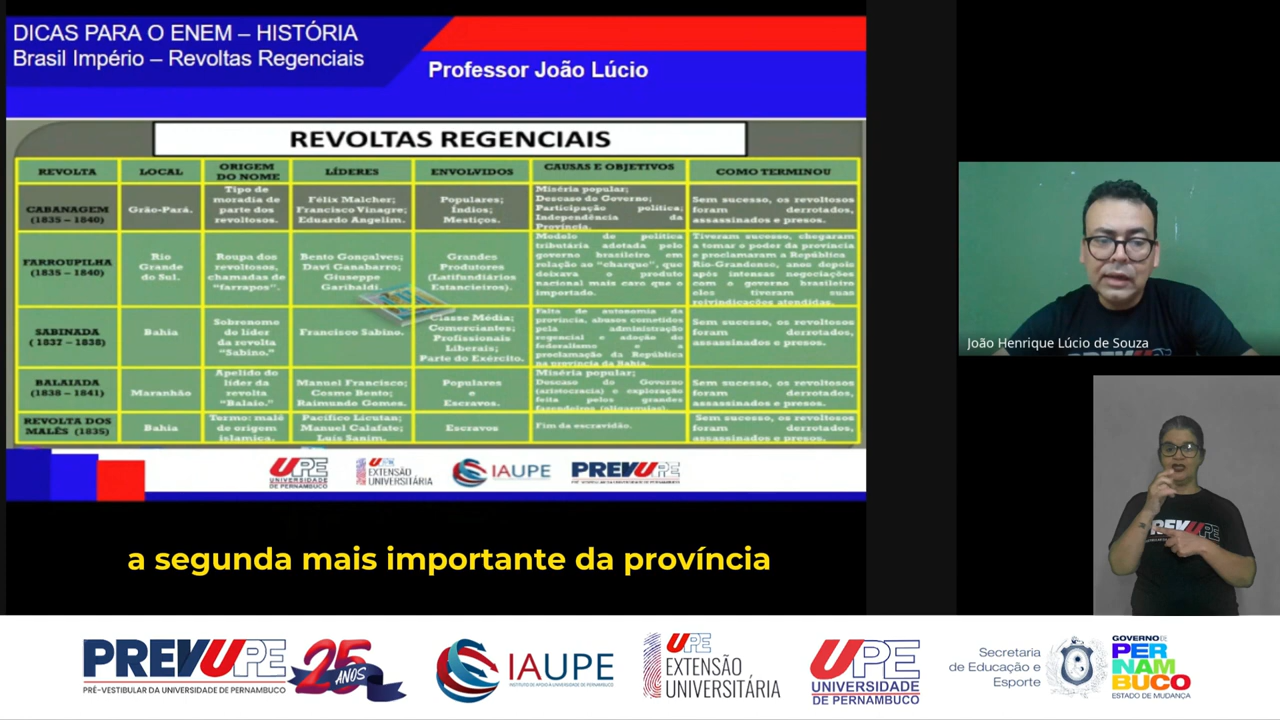 DICAS PARA O ENEM – HISTÓRIA
Brasil Império – Revoltas Regenciais
Professor João Lúcio
REVOLTAS REGENCIAIS
REVOLTA LOCAL ORIGEM DO NOME LÍDERES ENVOLVIDOS CAUSAS E OBJETIVOS COMO TERMINOU
CABANAGEM
(1835 – 1840)
Grão-Pará.
Tipo de
moradia de
parte dos
revoltosos.
Félix Malcher;
Francisco Vinagre;
Eduardo Angelim.
Populares;
Índios;
Mestiços.
Miséria popular;
Descaso do Governo;
Participação política;
Independência da
Província.
Sem sucesso, os revoltosos
foram derrotados,
assassinados e presos.
FARROUPILHA
(1835 – 1840)
Rio
Grande
do Sul.
Roupa dos
revoltosos,
chamadas de
“farrapos”.
Bento Gonçalves;
Davi Ganabarro;
Giuseppe
Garibaldi.
Grandes
Produtores
(Latifundiários
Estancieiros).
Modelo de política
tributária adotada pelo
governo brasileiro em
relação ao “charque”, que
deixava o produto
nacional mais caro que o
importado.
Tiveram sucesso, chegaram
a tomar o poder da província
e proclamaram a República
Rio-Grandense, anos depois
após intensas negociações
com o governo brasileiro
eles tiveram suas
reivindicações atendidas.
SABINADA
( 1837 – 1838)
Bahia
Sobrenome
do líder
da revolta
“Sabino.”
Francisco Sabino.
Classe Média;
Comerciantes;
Profissionais
Liberais;
Parte do Exército.
Falta de autonomia da
província, abusos cometidos
pela administração
regencial e adoção do
federalismo e a
proclamação da República
na província da Bahia.
Sem sucesso, os revoltosos
foram derrotados,
assassinados e presos.
BALAIADA
(1838 – 1841)
Maranhão
Apelido do
líder da
revolta
“Balaio.”
Manuel Francisco;
Cosme Bento;
Raimundo Gomes.
Populares
e
Escravos.
Miséria popular;
Descaso do Governo
(aristocracia) e exploração
feita pelos grandes
fazendeiros (oligarquias).
Sem sucesso, os revoltosos
foram derrotados,
assassinados e presos.
REVOLTA DOS
MALÊS (1835)
Bahia
Termo: malê
de origem
islamica.
Pacífico Licutan;
Manuel Calafate;
Luis Sanim.
Escravos
Fim da escravidão.
Sem sucesso, os revoltosos
foram derrotados,
assassinados e presos.
UPE
UNIVERSIDADE
DE PERNAMBUCO
UPE
EXTENSÃO
UNIVERSITÁRIA
IAUPE
PREVUPE
João Henrique Lúcio de Souza
PREVUPE
a segunda mais importante da província
PREVUPE
PRÉ-VESTIBULAR DA UNIVERSIDADE DE PERNAMBUCO
25
ANOS
IAUPE
INSTITUTO DE APOIO À UNIVERSIDADE DE PERNAMBUCO
UPE
EXTENSÃO
UNIVERSITÁRIA
UPE
UNIVERSIDADE
DE PERNAMBUCO
Secretaria
de Educação e
Esporte
GOVERNO DE
PER
NAM
BUCO
ESTADO DE MUDANÇA